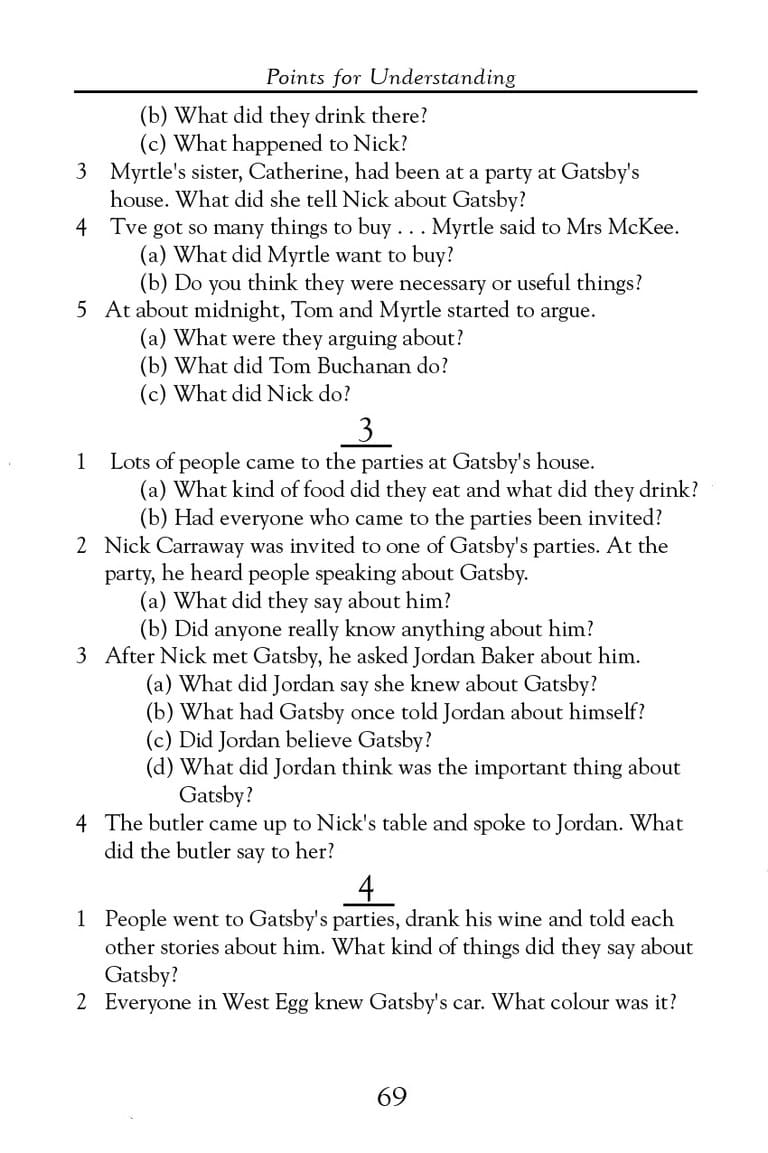 Points for Understanding
(b) What did they drink there?
(c) What happened to Nick?
3 Myrtle's sister, Catherine, had been at a party at Gatsby's
house. What did she tell Nick about Gatsby?
4 Tve got so many things to buy . . . Myrtle said to Mrs McKee.
(a) What did Myrtle want to buy?
(b) Do you think they were necessary or useful things?
5 At about midnight, Tom and Myrtle started to argue.
(a) What were they arguing about?
(b) What did Tom Buchanan do?
(c) What did Nick do?
3
1 Lots of people came to the parties at Gatsby's house.
(a) What kind of food did they eat and what did they drink?
(b) Had everyone who came to the parties been invited?
2 Nick Carraway was invited to one of Gatsby's parties. At the
party, he heard people speaking about Gatsby.
(a) What did they say about him?
(b) Did anyone really know anything about him?
3 After Nick met Gatsby, he asked Jordan Baker about him.
(a) What did Jordan say she knew about Gatsby?
(b) What had Gatsby once told Jordan about himself?
(c) Did Jordan believe Gatsby?
(d) What did Jordan think was the important thing about
Gatsby?
4 The butler came up to Nick's table and spoke to Jordan. What
did the butler say to her?
4
1 People went to Gatsby's parties, drank his wine and told each
other stories about him. What kind of things did they say about
Gatsby?
2 Everyone in West Egg knew Gatsby's car. What colour was it?
69